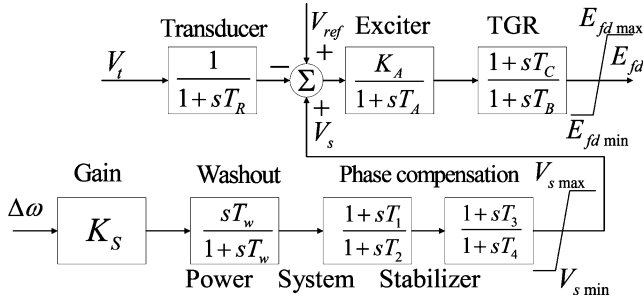 Transducer
V_ref
Exciter
TGR
E_fd max
V_t
1
1 + sT_R
−
+
Σ
+
K_A
1 + sT_A
1 + sT_C
1 + sT_B
E_fd
E_fd min
V_s
Gain
Washout
Phase compensation
V_s max
Δω
K_S
sT_w
1 + sT_w
1 + sT_1
1 + sT_2
1 + sT_3
1 + sT_4
V_s min
Power System Stabilizer